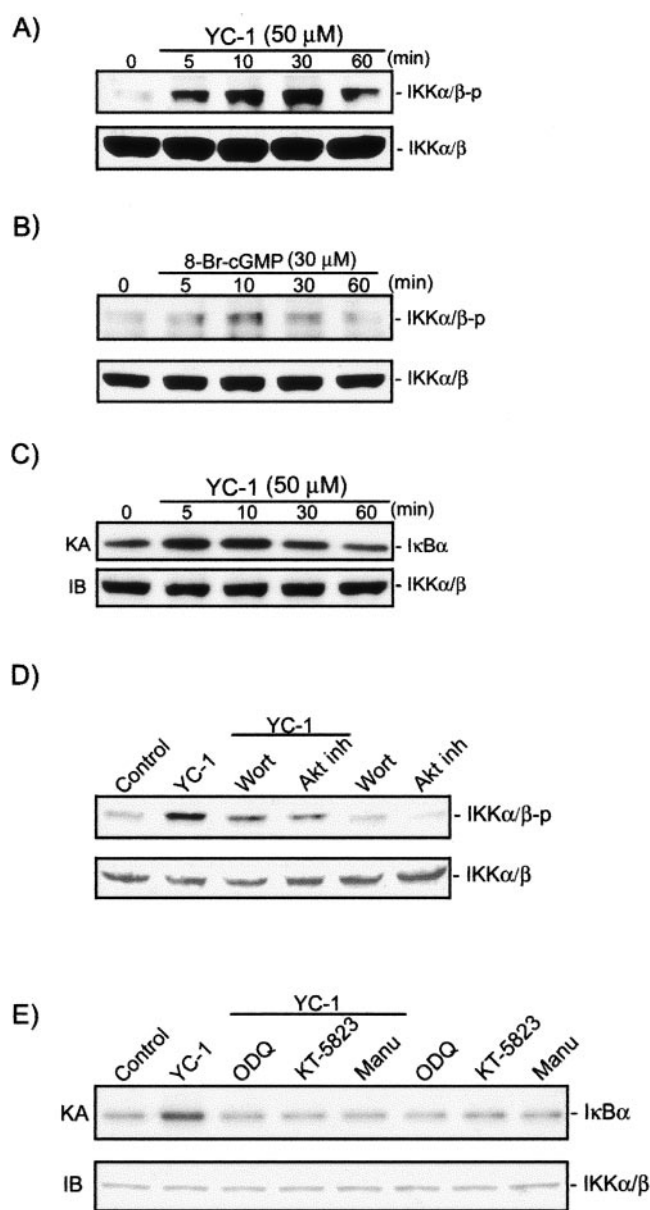 A)
YC-1 (50 μM)
0 5 10 30 60 (min)
- IKKα/β-p
- IKKα/β
B)
8-Br-cGMP (30 μM)
0 5 10 30 60 (min)
- IKKα/β-p
- IKKα/β
C)
YC-1 (50 μM)
0 5 10 30 60 (min)
KA - IκBα
IB - IKKα/β
D)
YC-1
Control YC-1 Wort Akt inh Wort Akt inh
- IKKα/β-p
- IKKα/β
E)
YC-1
Control YC-1 ODQ KT-5823 Manu ODQ KT-5823 Manu
KA - IκBα
IB - IKKα/β